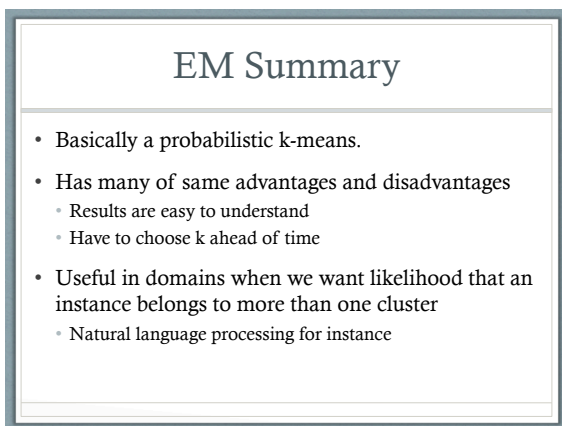 EM Summary
• Basically a probabilistic k-means.
• Has many of same advantages and disadvantages
• Results are easy to understand
• Have to choose k ahead of time
• Useful in domains when we want likelihood that an
instance belongs to more than one cluster
• Natural language processing for instance